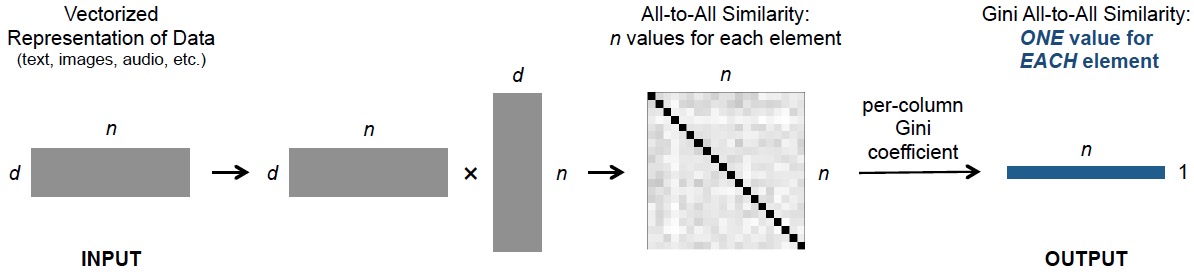 Vectorized
Representation of Data
(text, images, audio, etc.)
n
d
INPUT
n
d
×
d
n
All-to-All Similarity:
n values for each element
n
n
per-column
Gini
coefficient
Gini All-to-All Similarity:
ONE value for
EACH element
n
1
OUTPUT